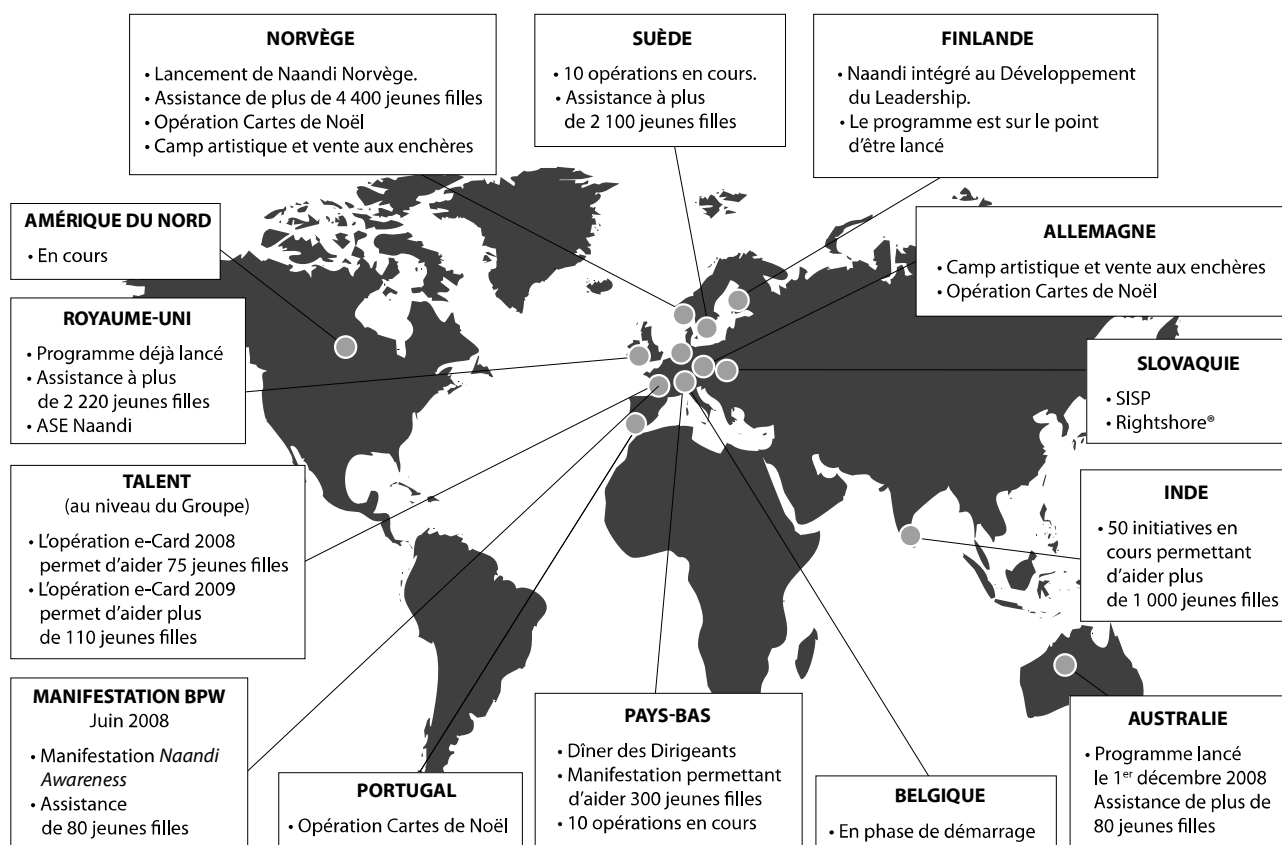 NORVÈGE
• Lancement de Naandi Norvège.
• Assistance de plus de 4 400 jeunes filles
• Opération Cartes de Noël
• Camp artistique et vente aux enchères
SUÈDE
• 10 opérations en cours.
• Assistance à plus
de 2 100 jeunes filles
FINLANDE
• Naandi intégré au Développement
du Leadership.
• Le programme est sur le point
d’être lancé
AMÉRIQUE DU NORD
• En cours
ALLEMAGNE
• Camp artistique et vente aux enchères
• Opération Cartes de Noël
ROYAUME-UNI
• Programme déjà lancé
• Assistance à plus
de 2 220 jeunes filles
• ASE Naandi
SLOVAQUIE
• SISP
• Rightshore®
TALENT
(au niveau du Groupe)
• L’opération e-Card 2008
permet d’aider 75 jeunes filles
• L’opération e-Card 2009
permet d’aider plus
de 110 jeunes filles
INDE
• 50 initiatives en
cours permettant
d’aider plus
de 1 000 jeunes filles
MANIFESTATION BPW
Juin 2008
• Manifestation Naandi
Awareness
• Assistance
de 80 jeunes filles
PORTUGAL
• Opération Cartes de Noël
PAYS-BAS
• Dîner des Dirigeants
• Manifestation permettant
d’aider 300 jeunes filles
• 10 opérations en cours
BELGIQUE
• En phase de démarrage
AUSTRALIE
• Programme lancé
le 1er décembre 2008
Assistance de plus de
80 jeunes filles